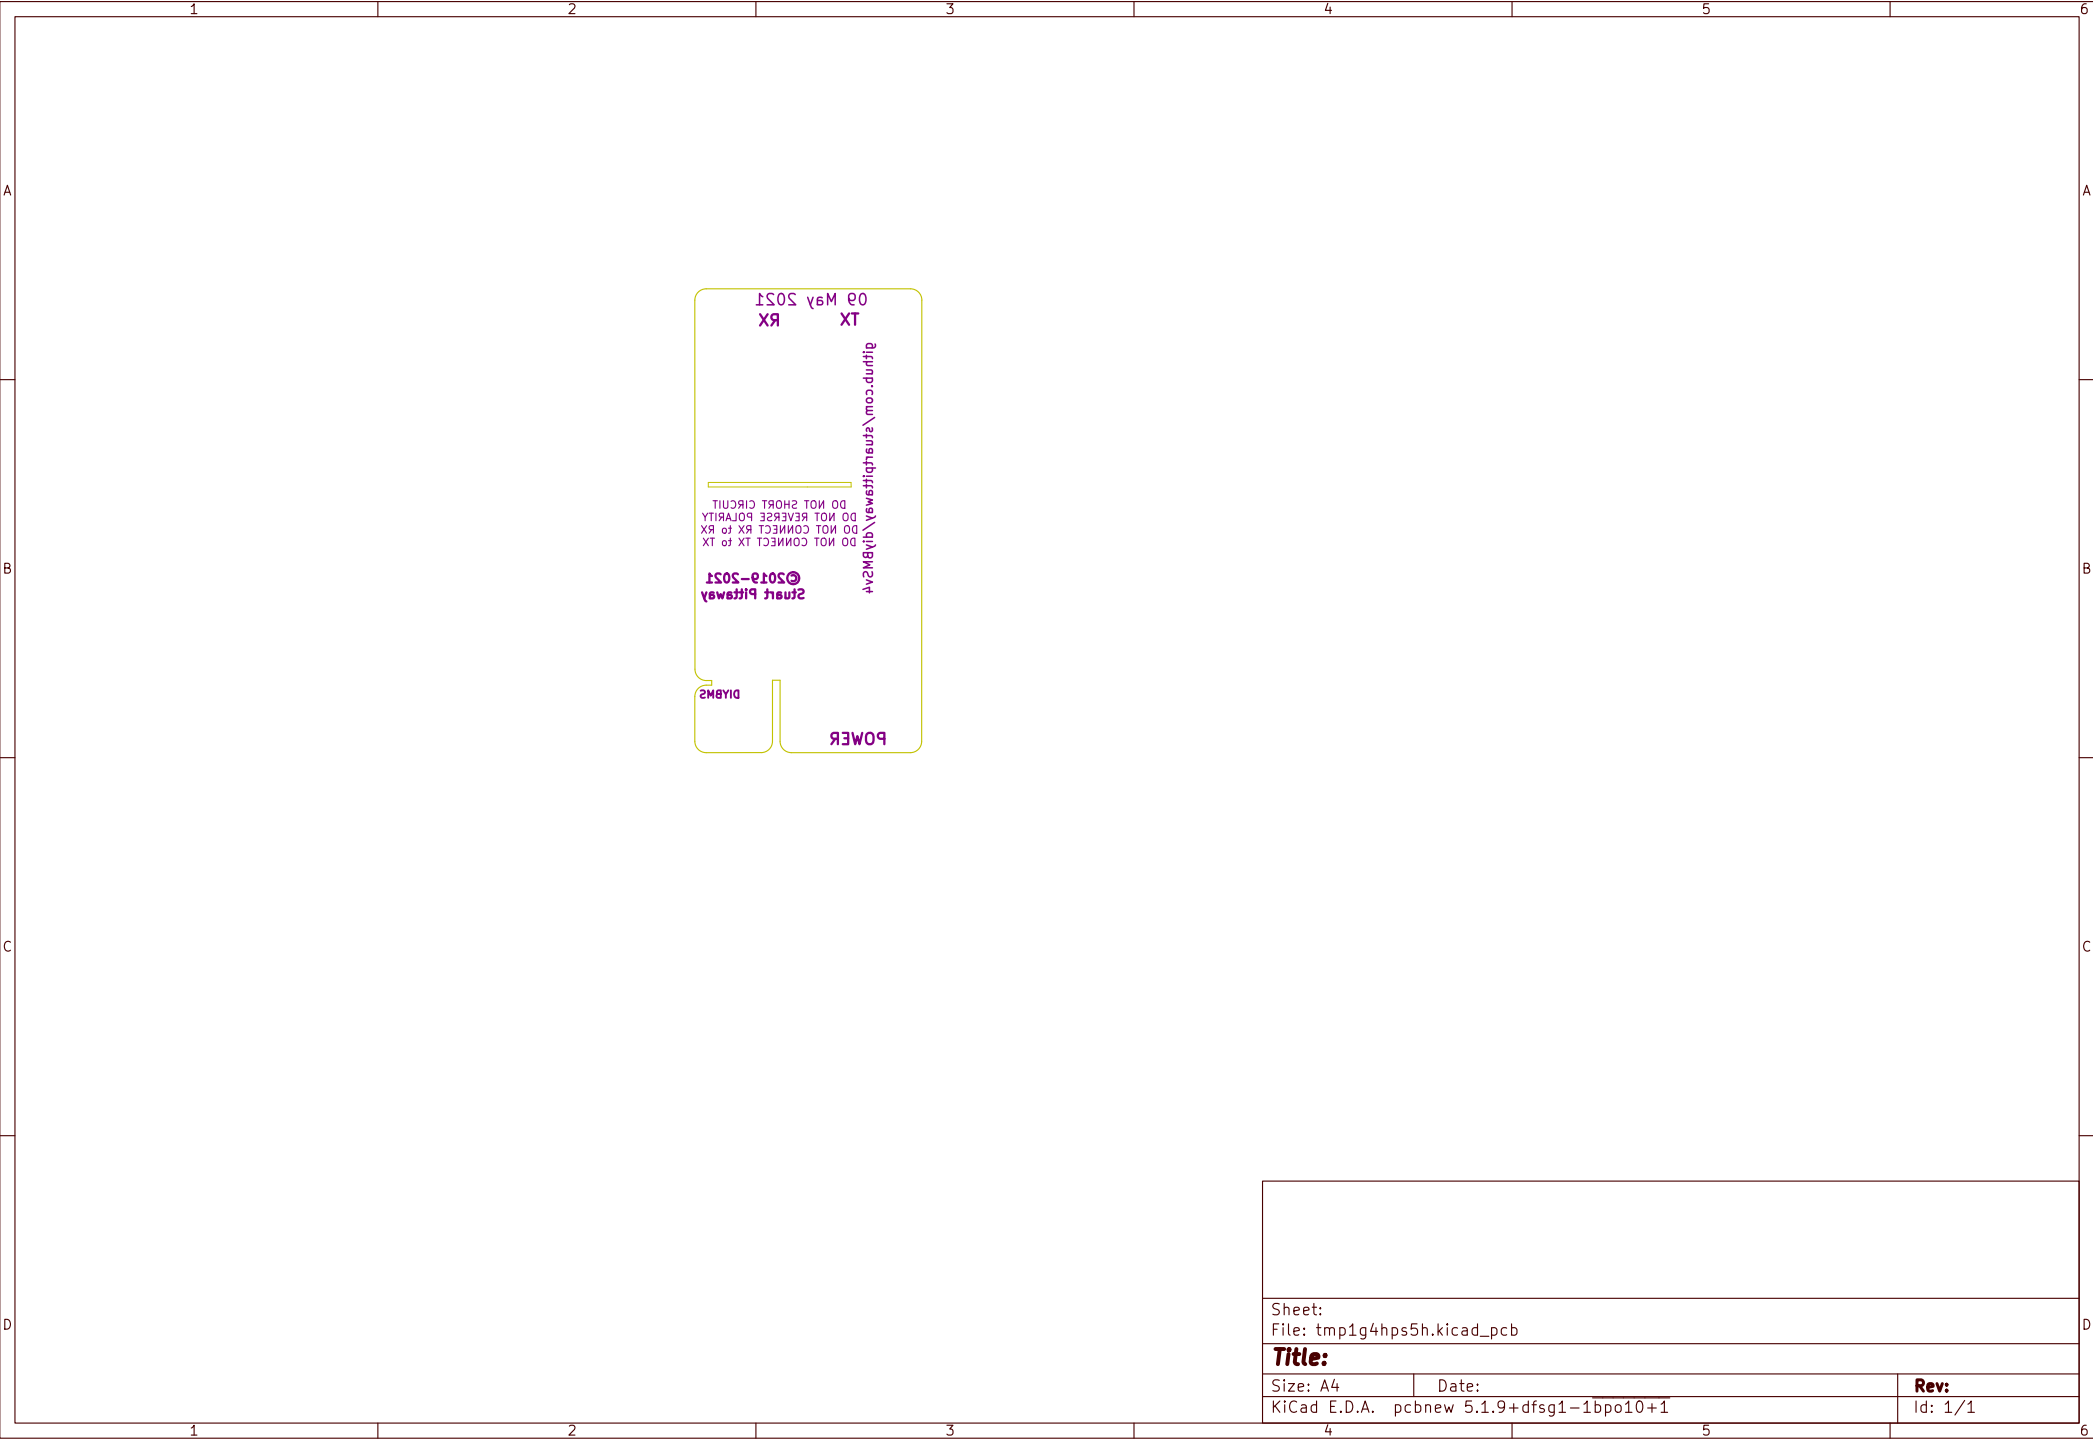 1 2 3 4 5 6
A A
09 May 2021
RX TX
github.com/stuartpittaway/diyBMSv4
DO NOT SHORT CIRCUIT
DO NOT REVERSE POLARITY
DO NOT CONNECT RX to RX
DO NOT CONNECT TX to TX
B B
©2019-2021
Stuart Pittaway
DIYBMS
POWER
C C
Sheet:
File: tmp1g4hps5h.kicad_pcb
D D
Title:
Size: A4 Date: Rev:
KiCad E.D.A. pcbnew 5.1.9+dfsg1-1bpo10+1 Id: 1/1
1 2 3 4 5 6